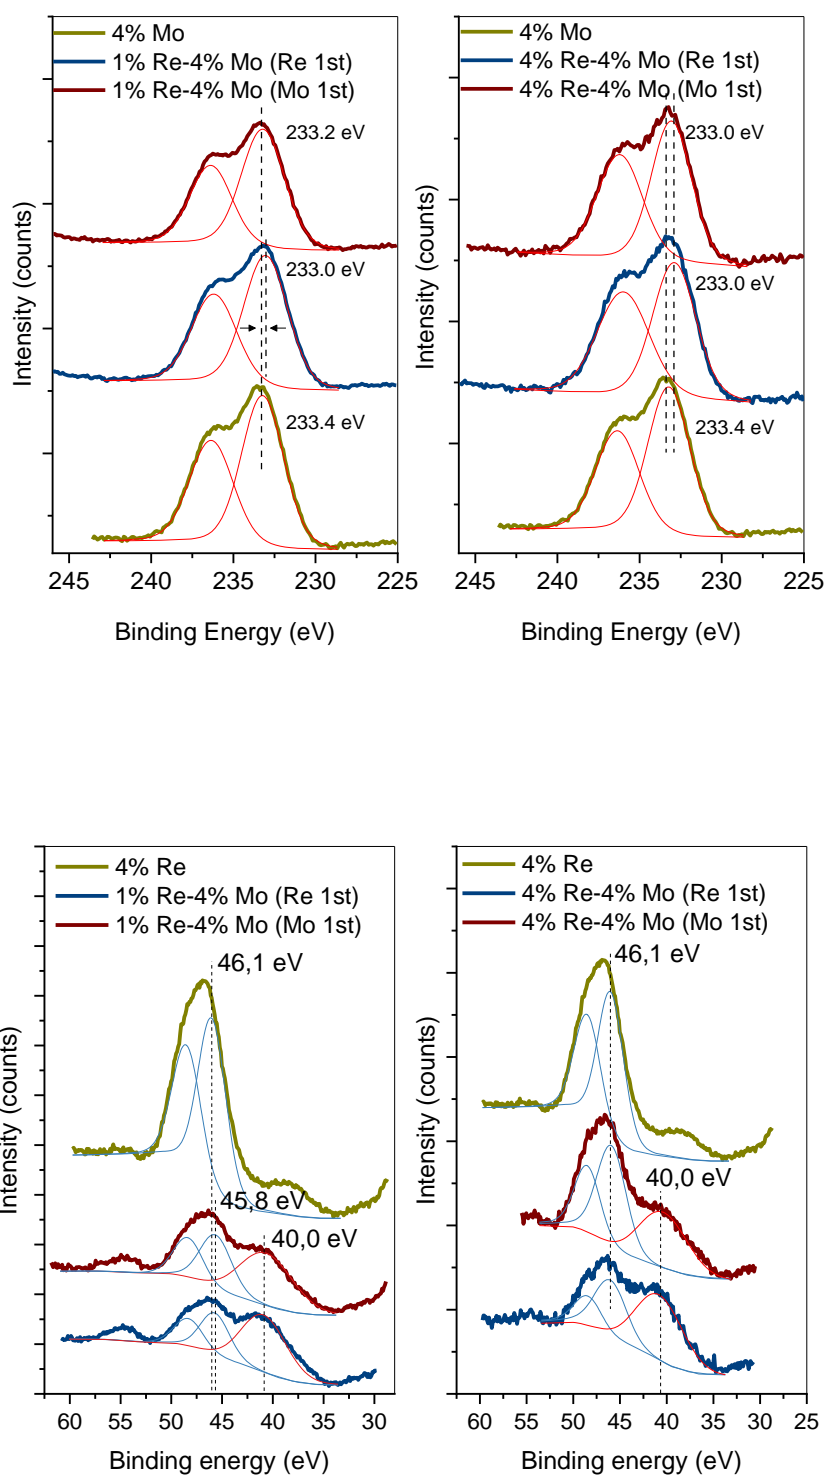 4% Mo
1% Re-4% Mo (Re 1st)
1% Re-4% Mo (Mo 1st)
233.2 eV
233.0 eV
233.4 eV
Intensity (counts)
245 240 235 230 225
Binding Energy (eV)
4% Mo
4% Re-4% Mo (Re 1st)
4% Re-4% Mo (Mo 1st)
233.0 eV
233.0 eV
233.4 eV
Intensity (counts)
245 240 235 230 225
Binding Energy (eV)
4% Re
1% Re-4% Mo (Re 1st)
1% Re-4% Mo (Mo 1st)
46,1 eV
45,8 eV
40,0 eV
Intensity (counts)
60 55 50 45 40 35 30
Binding energy (eV)
4% Re
4% Re-4% Mo (Re 1st)
4% Re-4% Mo (Mo 1st)
46,1 eV
40,0 eV
Intensity (counts)
60 55 50 45 40 35 30 25
Binding energy (eV)